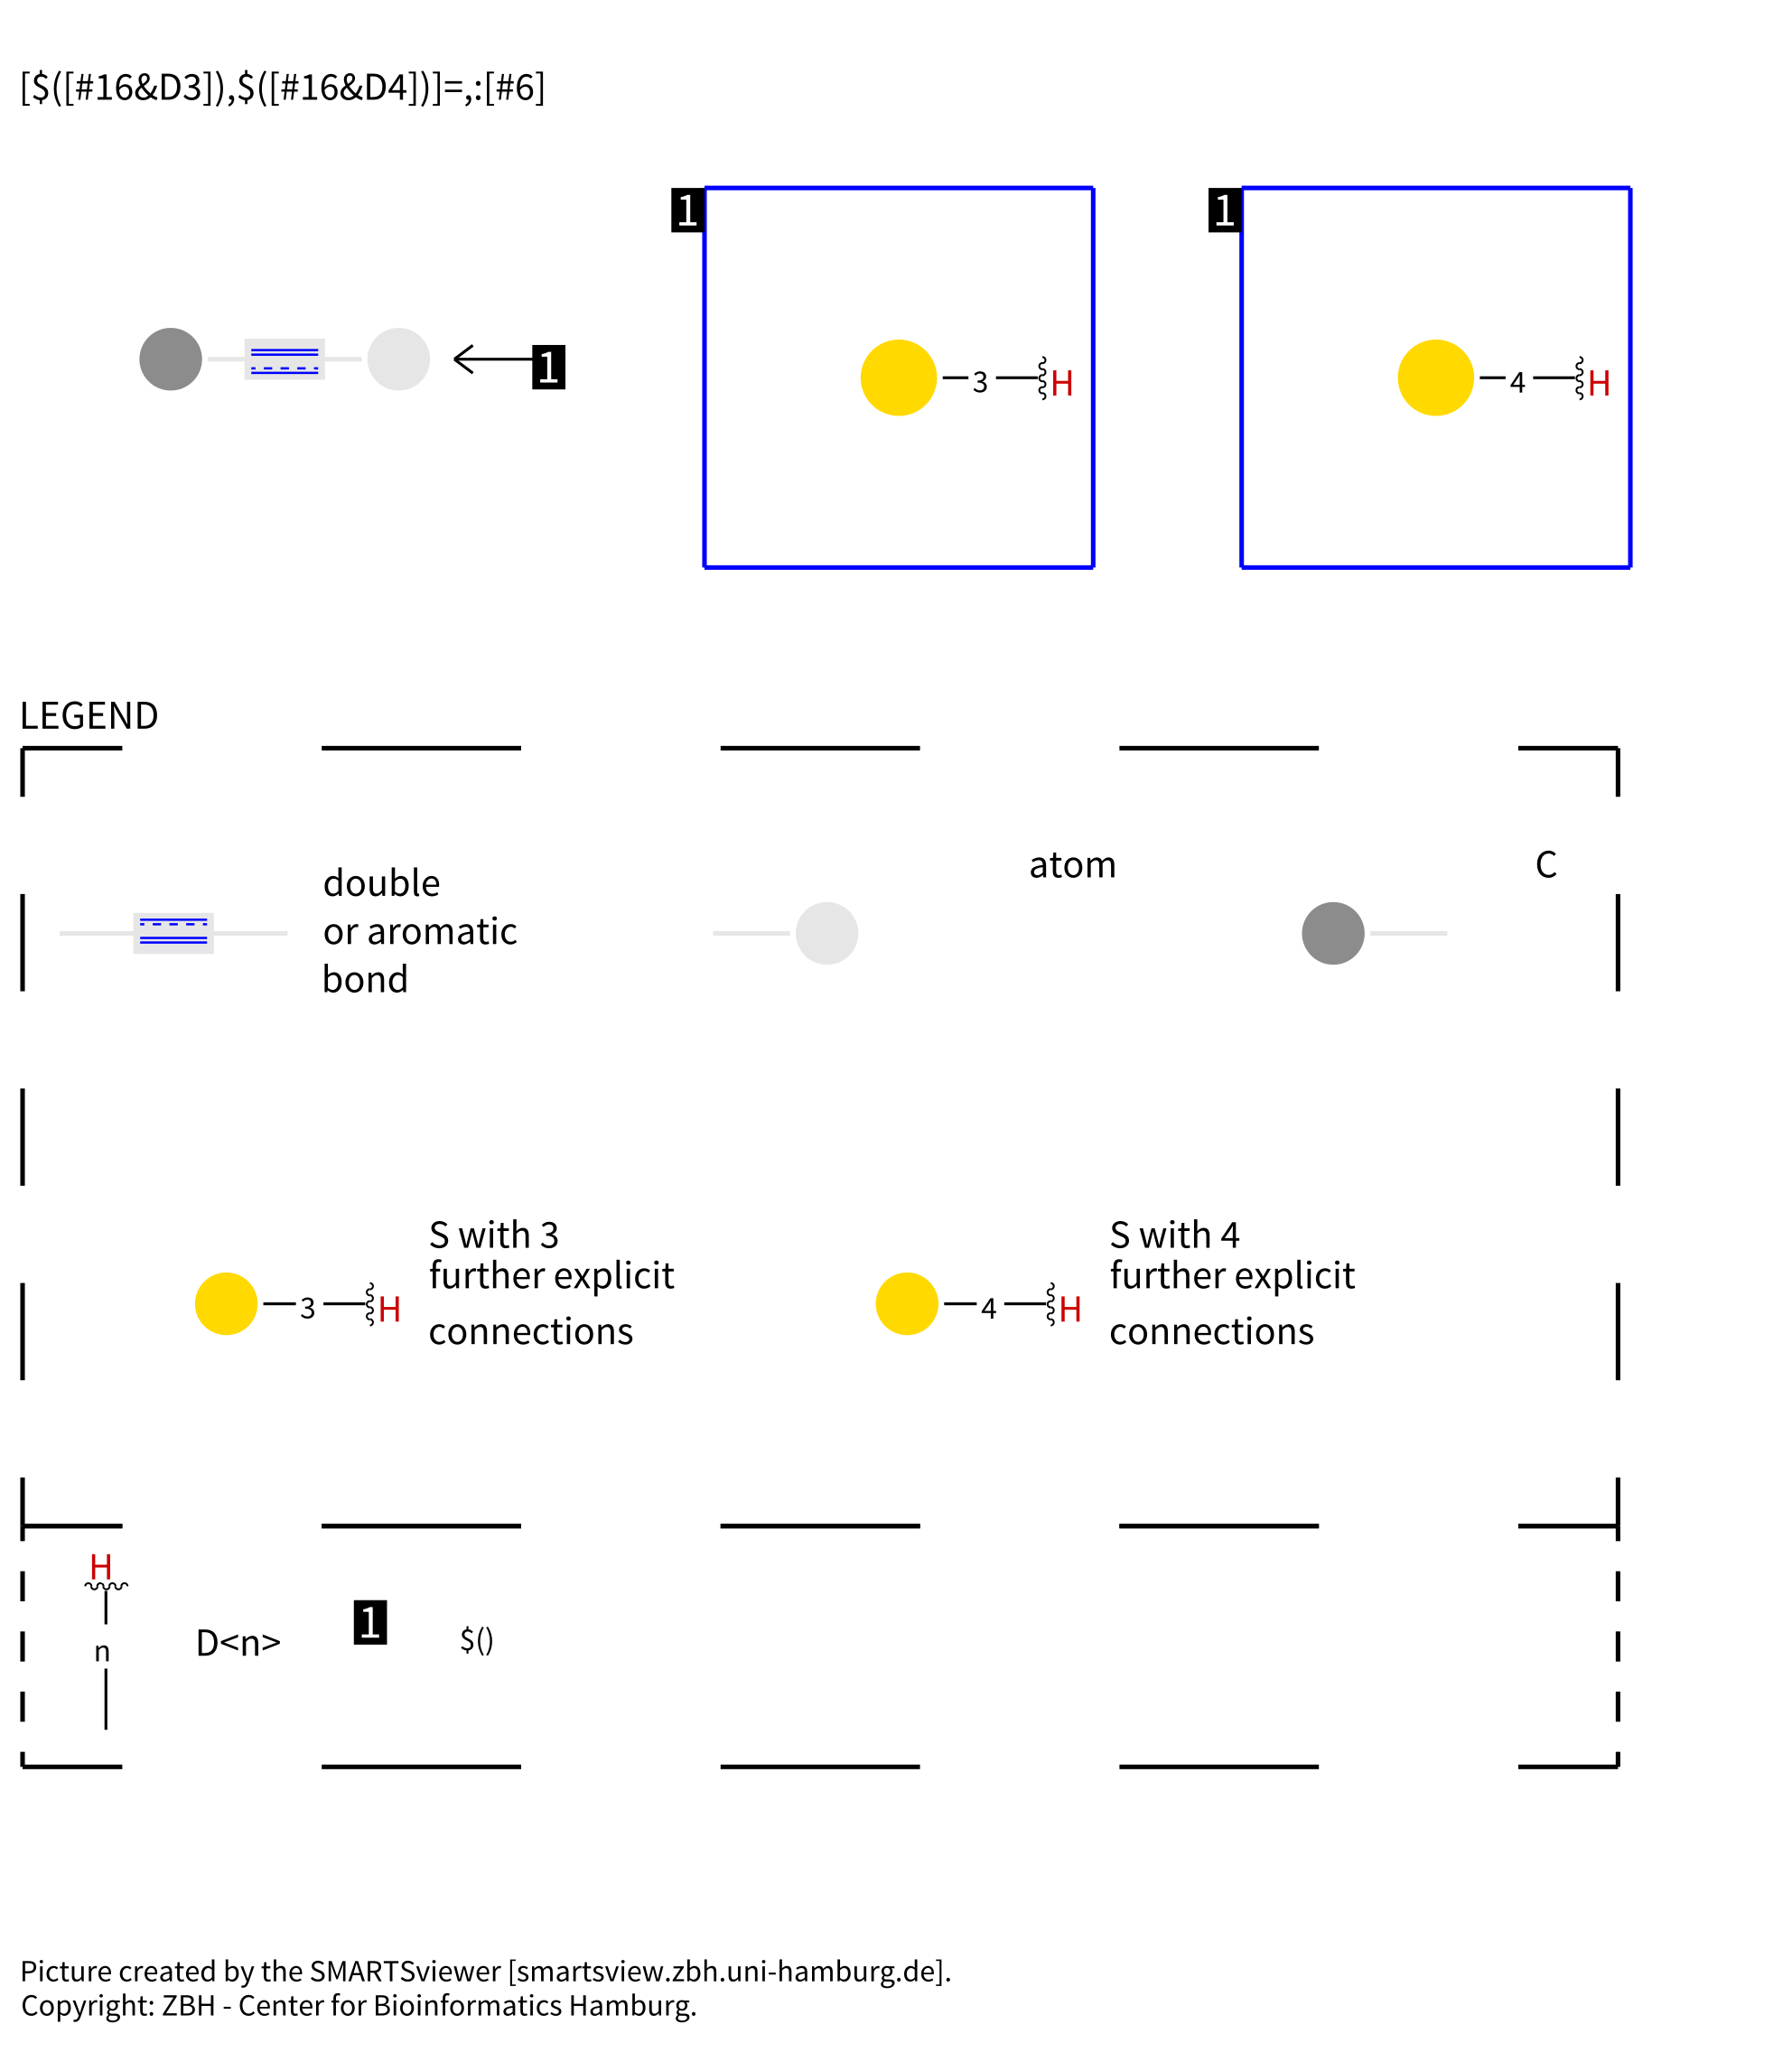 [$([#16&D3]),$([#16&D4])]=,:[#6]
1
1
1
3
H
4
H
LEGEND
double
or aromatic
bond
atom
C
S with 3
further explicit
connections
3
H
S with 4
further explicit
connections
4
H
H
n
D<n>
1
$()
Picture created by the SMARTSviewer [smartsview.zbh.uni-hamburg.de].
Copyright: ZBH - Center for Bioinformatics Hamburg.